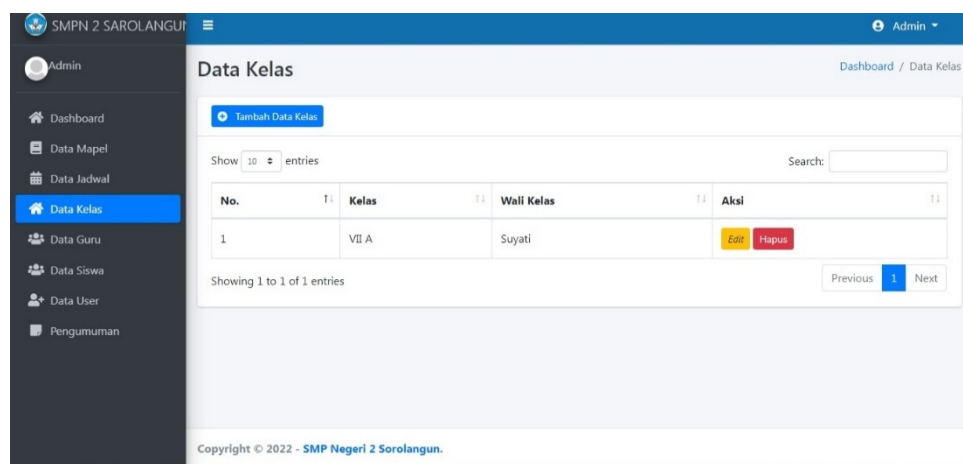 SMPN 2 SAROLANGUN
Admin
Admin
Data Kelas
Dashboard / Data Kelas
Dashboard
Data Mapel
Data Jadwal
Data Kelas
Data Guru
Data Siswa
Data User
Pengumuman
Tambah Data Kelas
Show 10 entries
Search:
No. Kelas Wali Kelas Aksi
1 VII A Suyati Edit Hapus
Showing 1 to 1 of 1 entries
Previous 1 Next
Copyright © 2022 - SMP Negeri 2 Sorolangun.